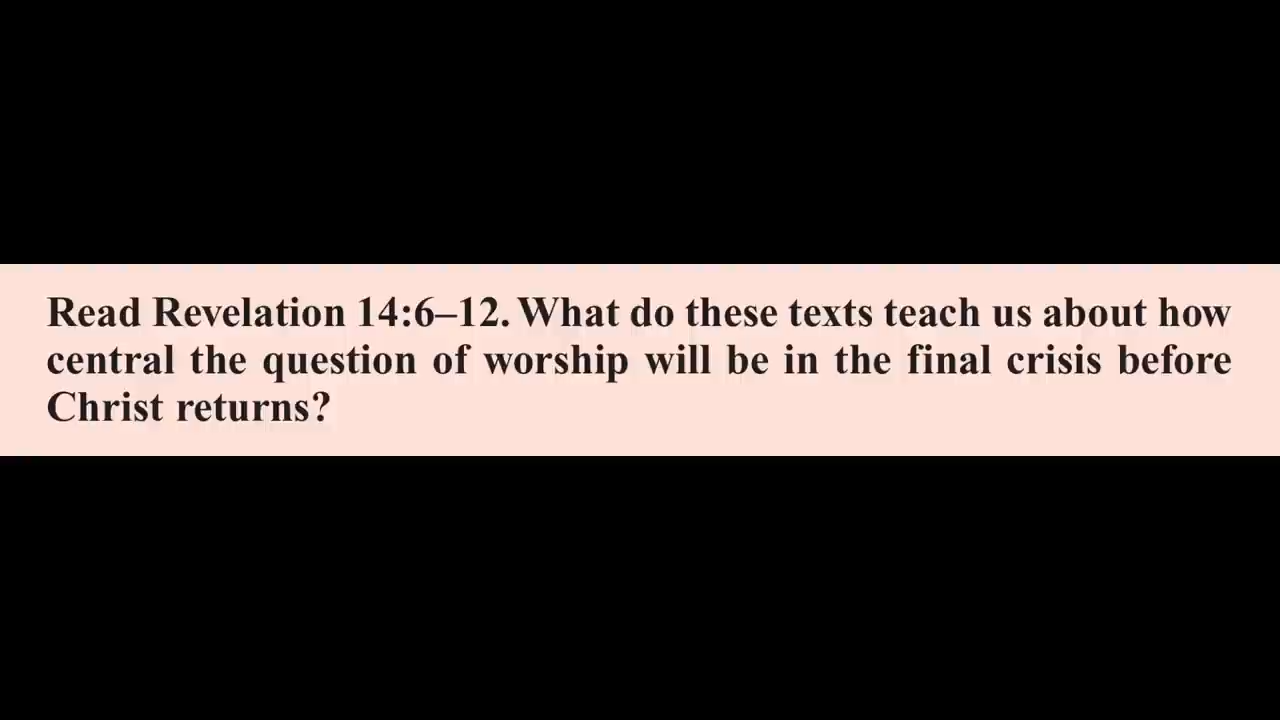 Read Revelation 14:6–12. What do these texts teach us about how
central the question of worship will be in the final crisis before
Christ returns?